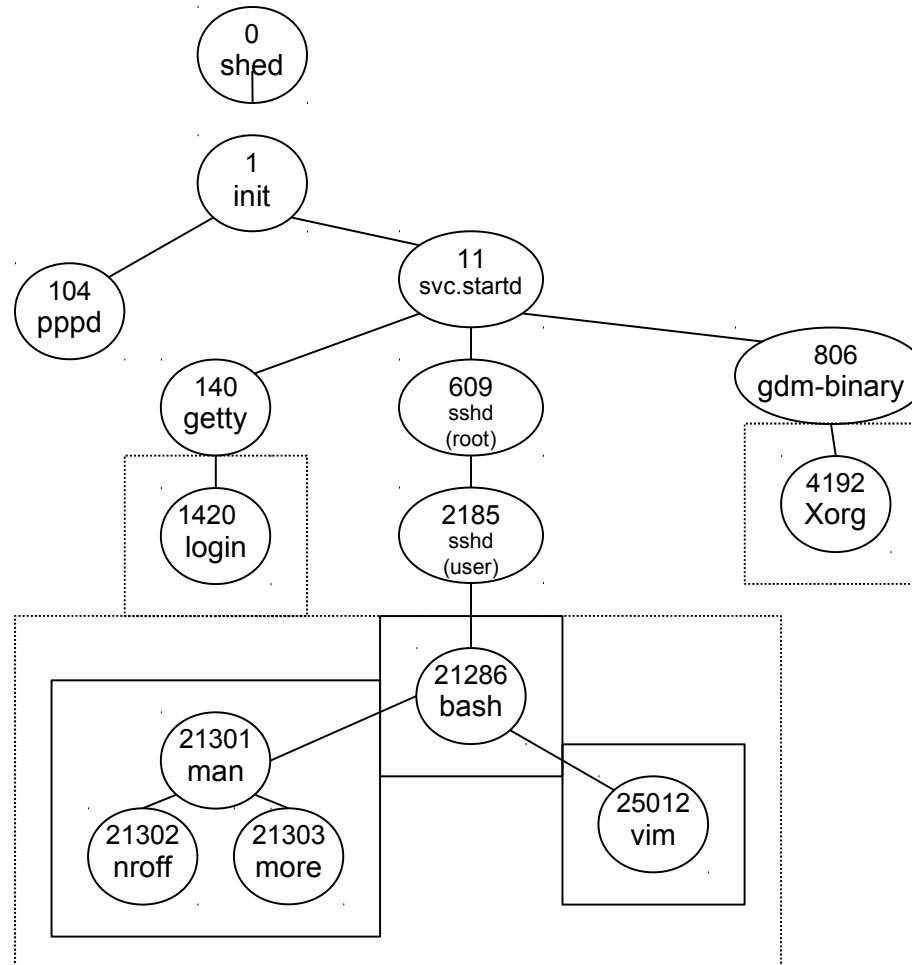 0
shed
1
init
11
svc.startd
104
pppd
806
gdm-binary
140
getty
609
sshd
(root)
4192
Xorg
1420
login
2185
sshd
(user)
21286
bash
21301
man
25012
vim
21302
nroff
21303
more